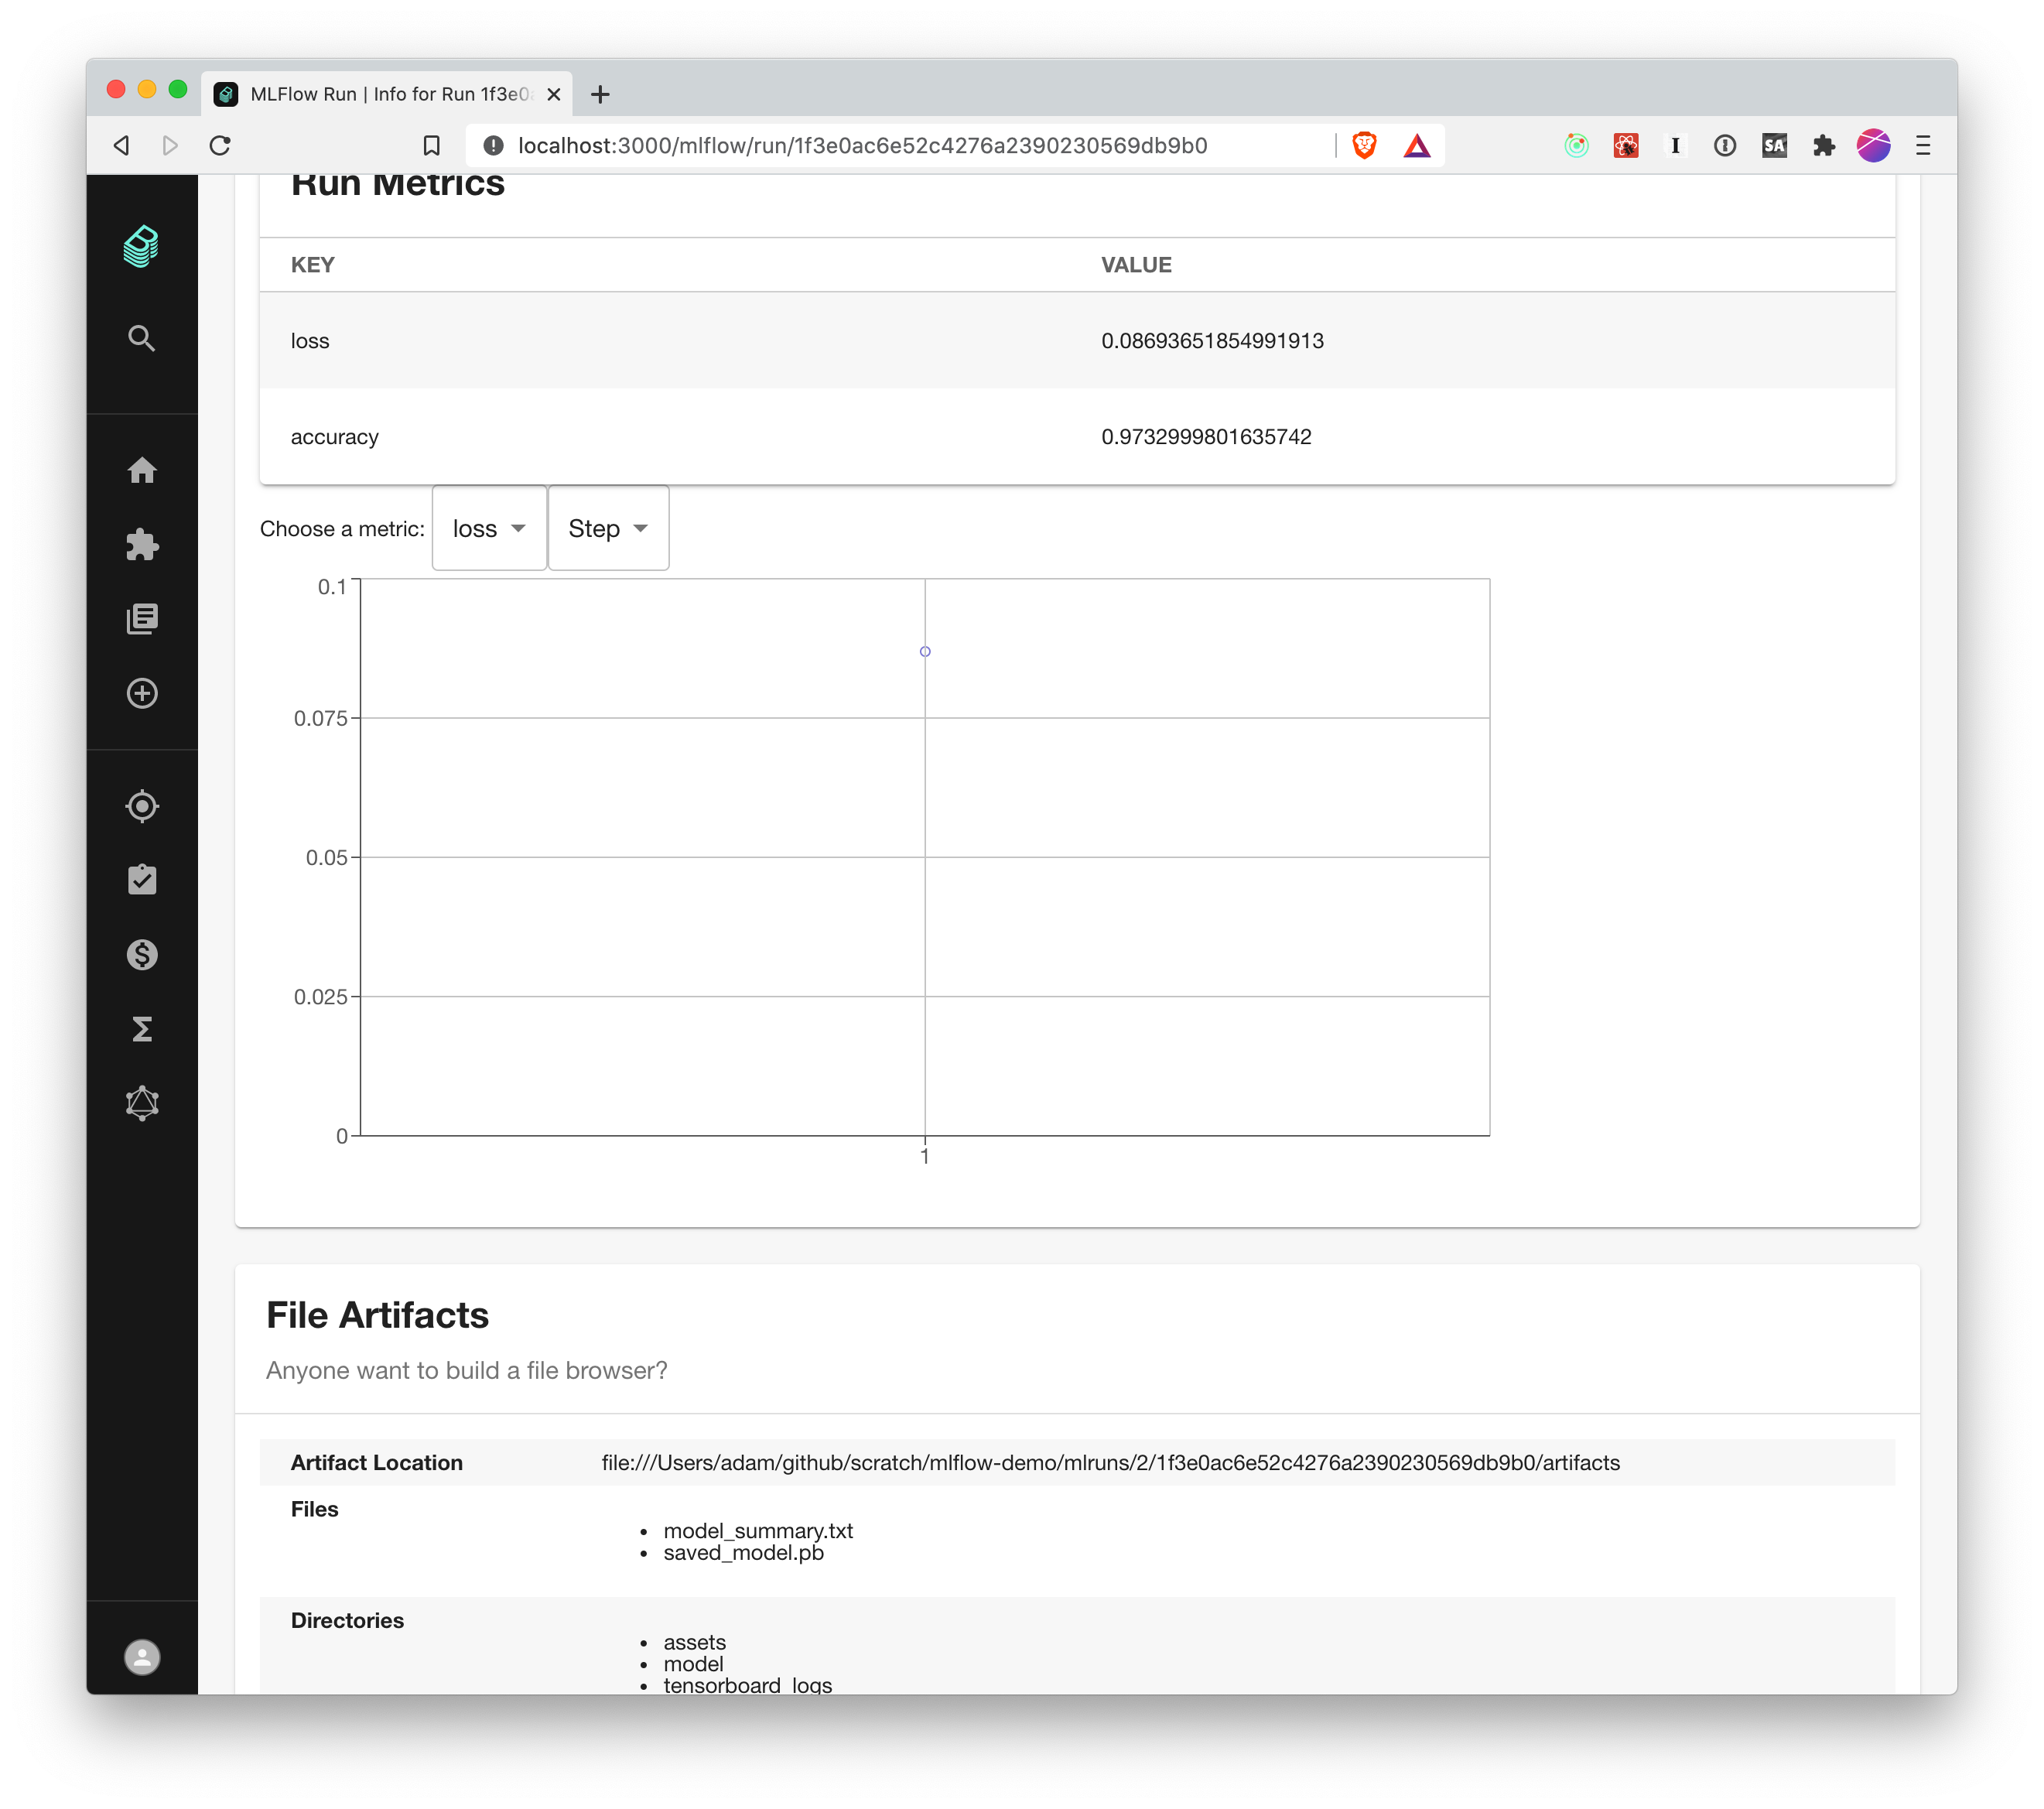 MLFlow Run | Info for Run 1f3e0
localhost:3000/mlflow/run/1f3e0ac6e52c4276a2390230569db9b0
SA
Run Metrics
KEY VALUE
loss 0.08693651854991913
accuracy 0.9732999801635742
Choose a metric: loss Step
0.1
0.075
0.05
0.025
0
1
File Artifacts
Anyone want to build a file browser?
Artifact Location file:///Users/adam/github/scratch/mlflow-demo/mlruns/2/1f3e0ac6e52c4276a2390230569db9b0/artifacts
Files
model_summary.txt
saved_model.pb
Directories
assets
model
tensorboard_logs